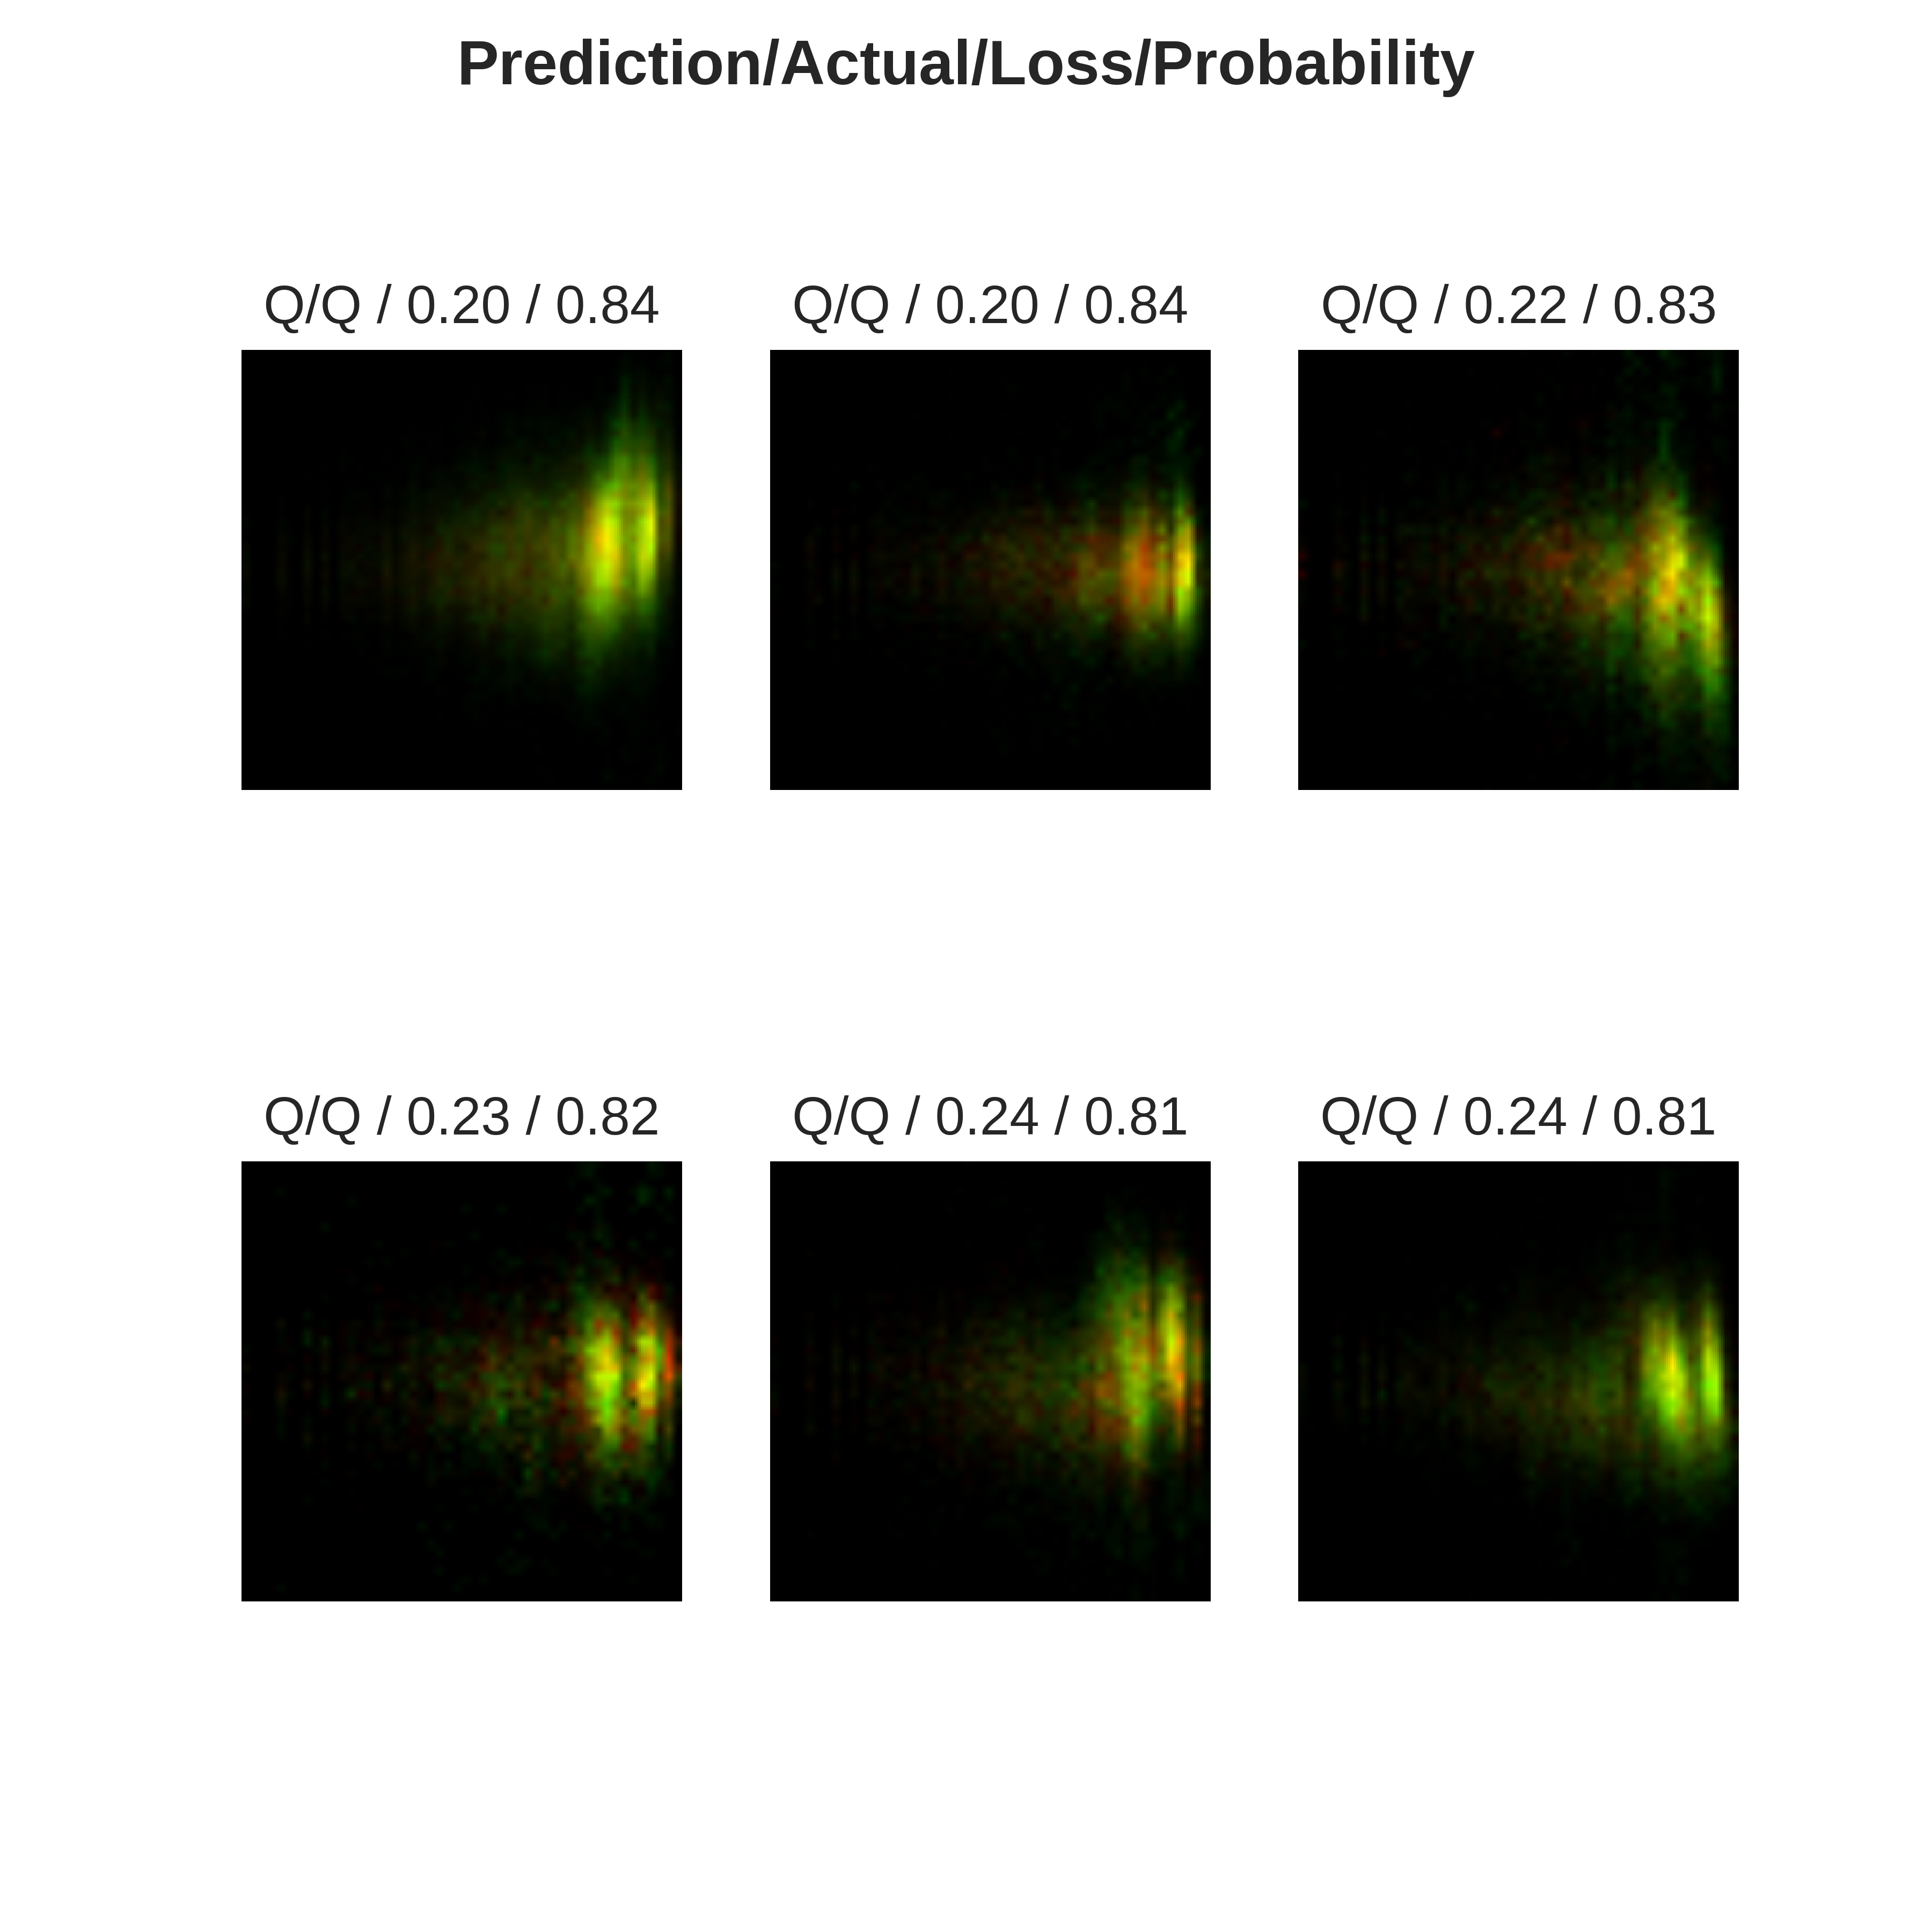 Prediction/Actual/Loss/Probability
Q/Q / 0.20 / 0.84
Q/Q / 0.20 / 0.84
Q/Q / 0.22 / 0.83
Q/Q / 0.23 / 0.82
Q/Q / 0.24 / 0.81
Q/Q / 0.24 / 0.81